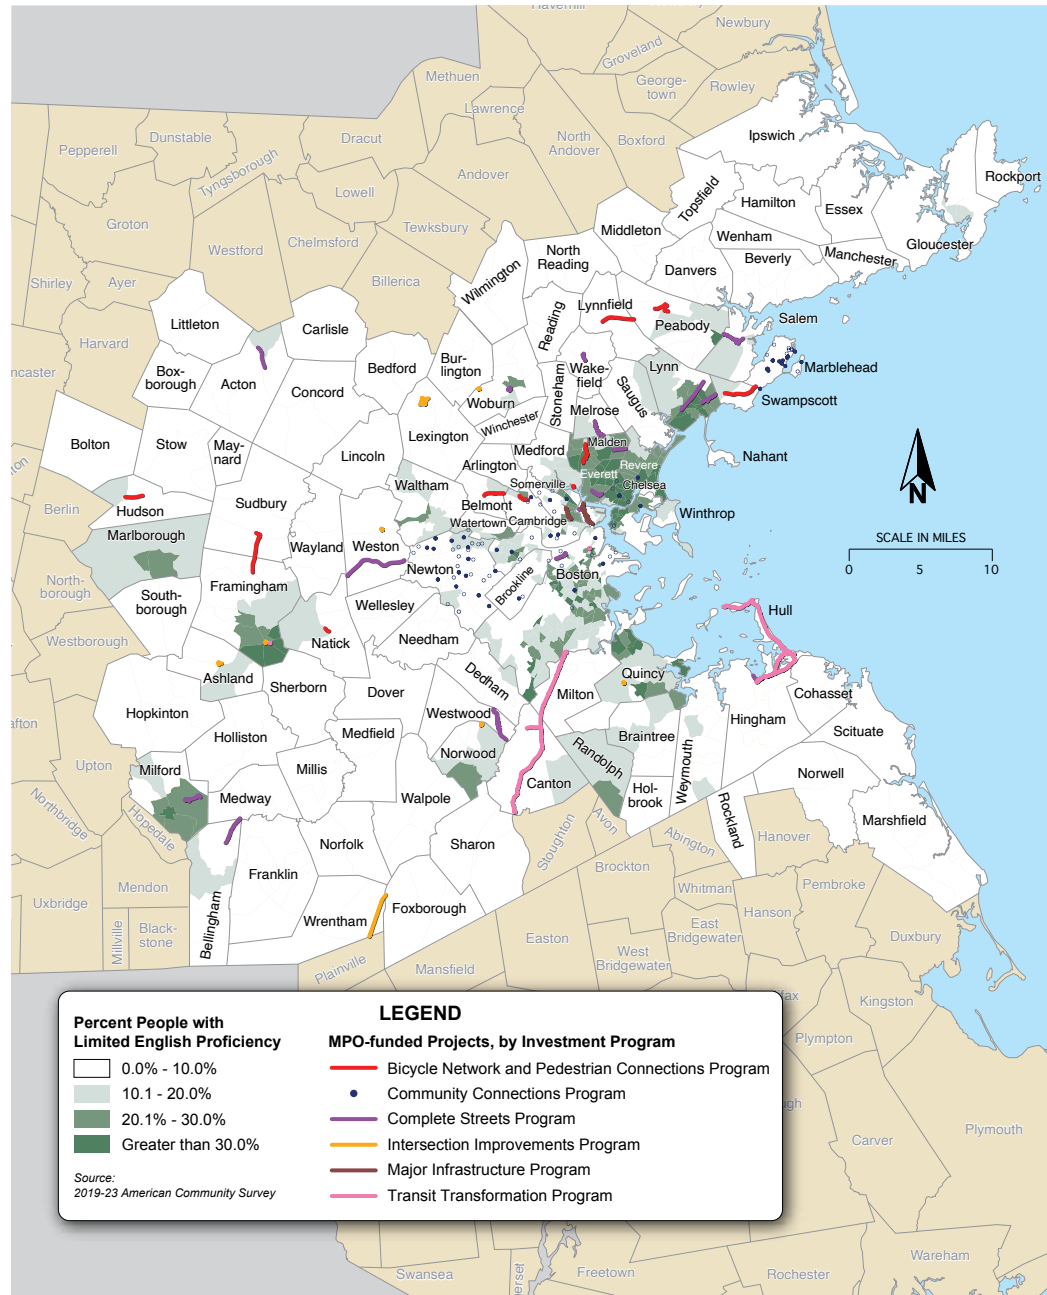 Haverhill
Newbury
Groveland
Methuen
George-
town
Rowley
Lawrence
Dunstable
Dracut
North
Andover
Boxford
Ipswich
Pepperell
Tyngsborough
Andover
Rockport
Lowell
Topsfield
Hamilton
Essex
Groton
Tewksbury
Middleton
Wenham
Gloucester
Westford
Chelmsford
North
Reading
Beverly
Manchester
Shirley
Ayer
Billerica
Wilmington
Danvers
Lynnfield
Littleton
Carlisle
Reading
Peabody
Salem
Harvard
Box-
borough
Acton
Concord
Bedford
Bur-
lington
Wake-
field
Lynn
Marblehead
ncaster
Woburn
Stoneham
Saugus
Swampscott
Winchester
Melrose
Bolton
Stow
May-
nard
Lexington
Medford
Malden
Lincoln
Arlington
Revere
Nahant
Everett
Waltham
Somerville
Chelsea
Sudbury
Belmont
Berlin
Hudson
Winthrop
Watertown
Cambridge
Marlborough
Wayland
Weston
Newton
Brookline
Boston
North-
borough
Framingham
South-
borough
Wellesley
Hull
Westborough
Natick
Needham
Ashland
Sherborn
Dedham
Quincy
Dover
Milton
Cohasset
Hopkinton
Westwood
Hingham
afton
Holliston
Medfield
Norwood
Braintree
Scituate
Upton
Milford
Millis
Randolph
Weymouth
Norwell
Canton
Northbridge
Medway
Walpole
Hol-
brook
Rockland
Marshfield
Hopedale
Stoughton
Avon
Abington
Hanover
Norfolk
Sharon
Brockton
Franklin
Mendon
Whitman
Pembroke
Uxbridge
Hanson
Bellingham
Wrentham
Foxborough
Millville
Black-
stone
Easton
East
Bridgewater
Duxbury
West
Bridgewater
Plainville
Mansfield
fax
Kingston
Plympton
Carver
Plymouth
Swansea
Freetown
Rochester
Wareham
N
SCALE IN MILES
0 5 10
LEGEND
Percent People with
Limited English Proficiency
0.0% - 10.0%
10.1 - 20.0%
20.1% - 30.0%
Greater than 30.0%
Source:
2019-23 American Community Survey
MPO-funded Projects, by Investment Program
Bicycle Network and Pedestrian Connections Program
Community Connections Program
Complete Streets Program
Intersection Improvements Program
Major Infrastructure Program
Transit Transformation Program